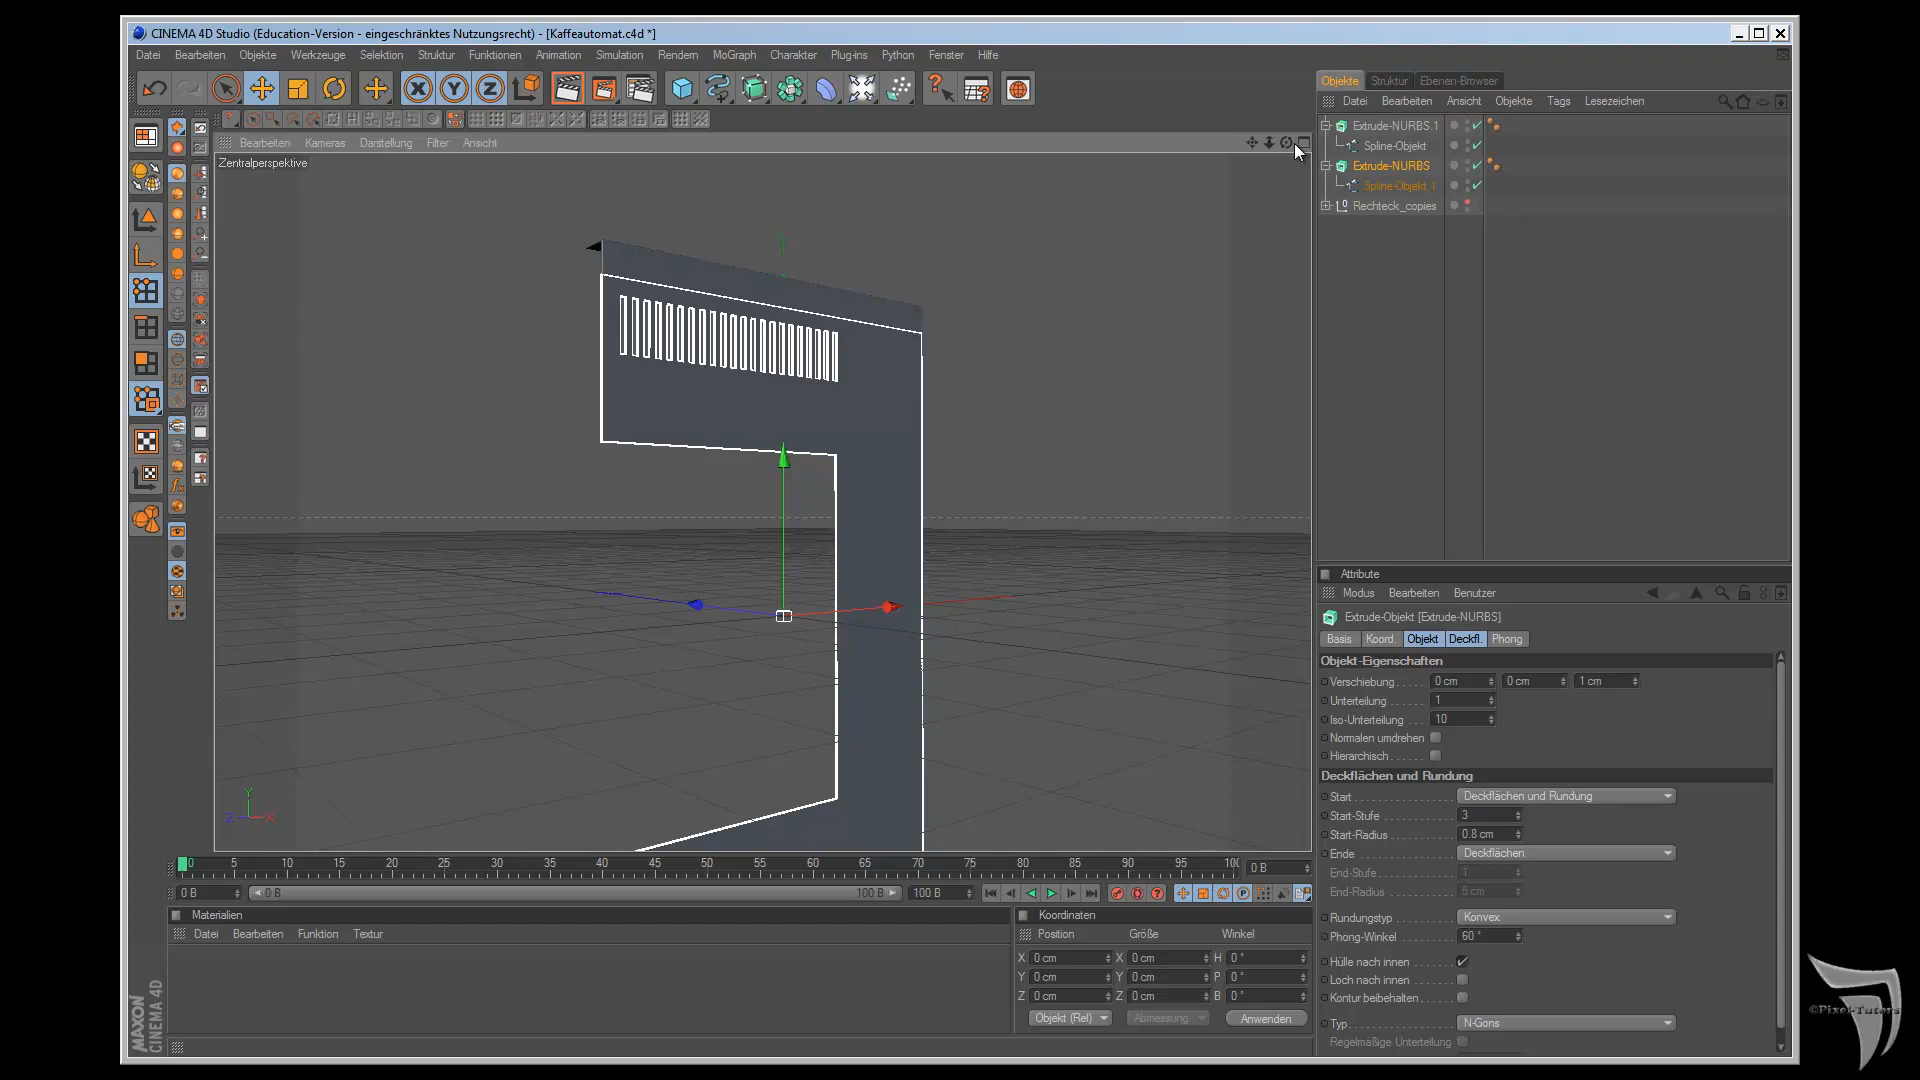 CINEMA 4D Studio (Education-Version - eingeschränktes Nutzungsrecht) - [Kaffeautomat.c4d *]
Datei Bearbeiten Objekte Werkzeuge Selektion Struktur Funktionen Animation Simulation Rendern MoGraph Charakter Plug-ins Python Fenster Hilfe
X Y Z
Objekte Struktur Ebenen-Browser
Datei Bearbeiten Ansicht Objekte Tags Lesezeichen
Bearbeiten Kameras Darstellung Filter Ansicht
Zentralperspektive
Extrude-NURBS.1
Spline-Objekt
Extrude-NURBS
Spline-Objekt.1
Rechteck_copies
Y
Z X
Attribute
Modus Bearbeiten Benutzer
Extrude-Objekt [Extrude-NURBS]
Basis Koord. Objekt Deckfl. Phong
Objekt-Eigenschaften
Verschiebung 0 cm 0 cm 1 cm
Unterteilung 1
Iso-Unterteilung 10
Normalen umdrehen
Hierarchisch
Deckflächen und Rundung
Start Deckflächen und Rundung
Start-Stufe 3
Start-Radius 0.8 cm
Ende Deckflächen
End-Stufe 1
End-Radius 5 cm
Rundungstyp Konvex
Phong-Winkel 60 °
Hülle nach innen
Loch nach innen
Kontur beibehalten
Typ N-Gons
Regelmäßige Unterteilung
0 5 10 15 20 25 30 35 40 45 50 55 60 65 70 75 80 85 90 95 100 0 B
0 B 0 B 100 B 100 B
Materialien
Datei Bearbeiten Funktion Textur
Koordinaten
Position Größe Winkel
X 0 cm X 0 cm H 0 °
Y 0 cm Y 0 cm P 0 °
Z 0 cm Z 0 cm B 0 °
Objekt (Rel) Abmessung Anwenden
MAXON
CINEMA 4D
©Pixel-Tutors